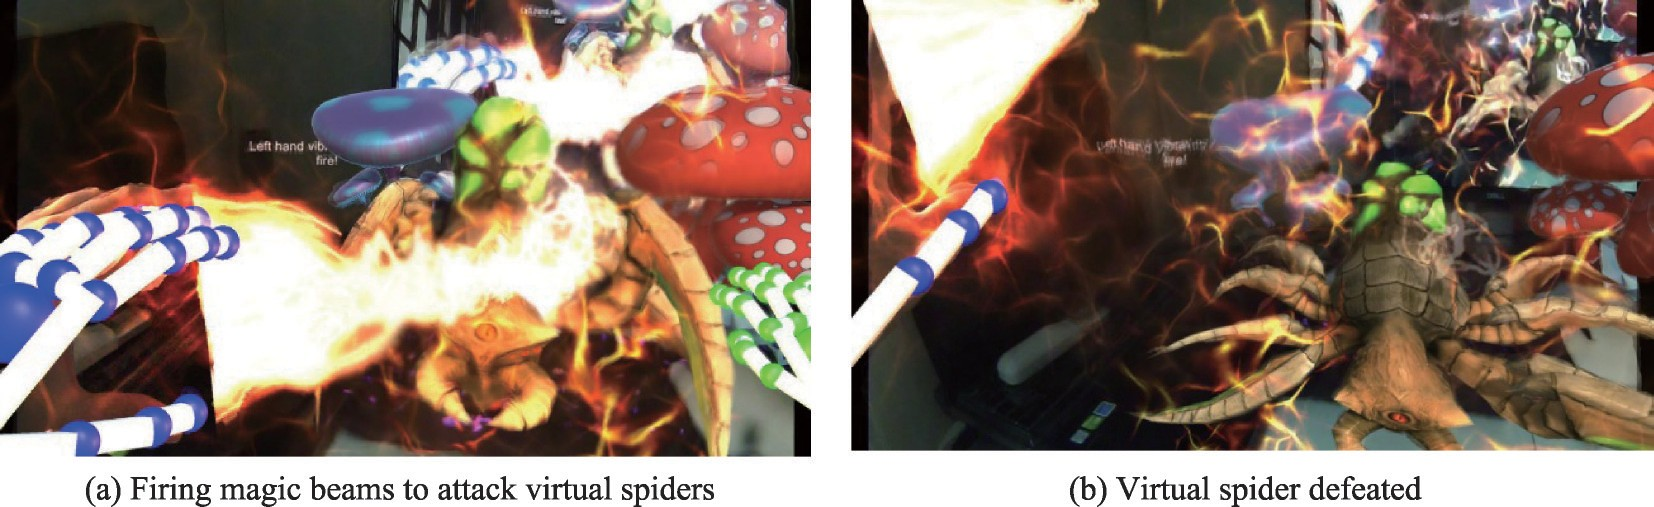 Left hand vib.
fire!
(a) Firing magic beams to attack virtual spiders
fire!
(b) Virtual spider defeated